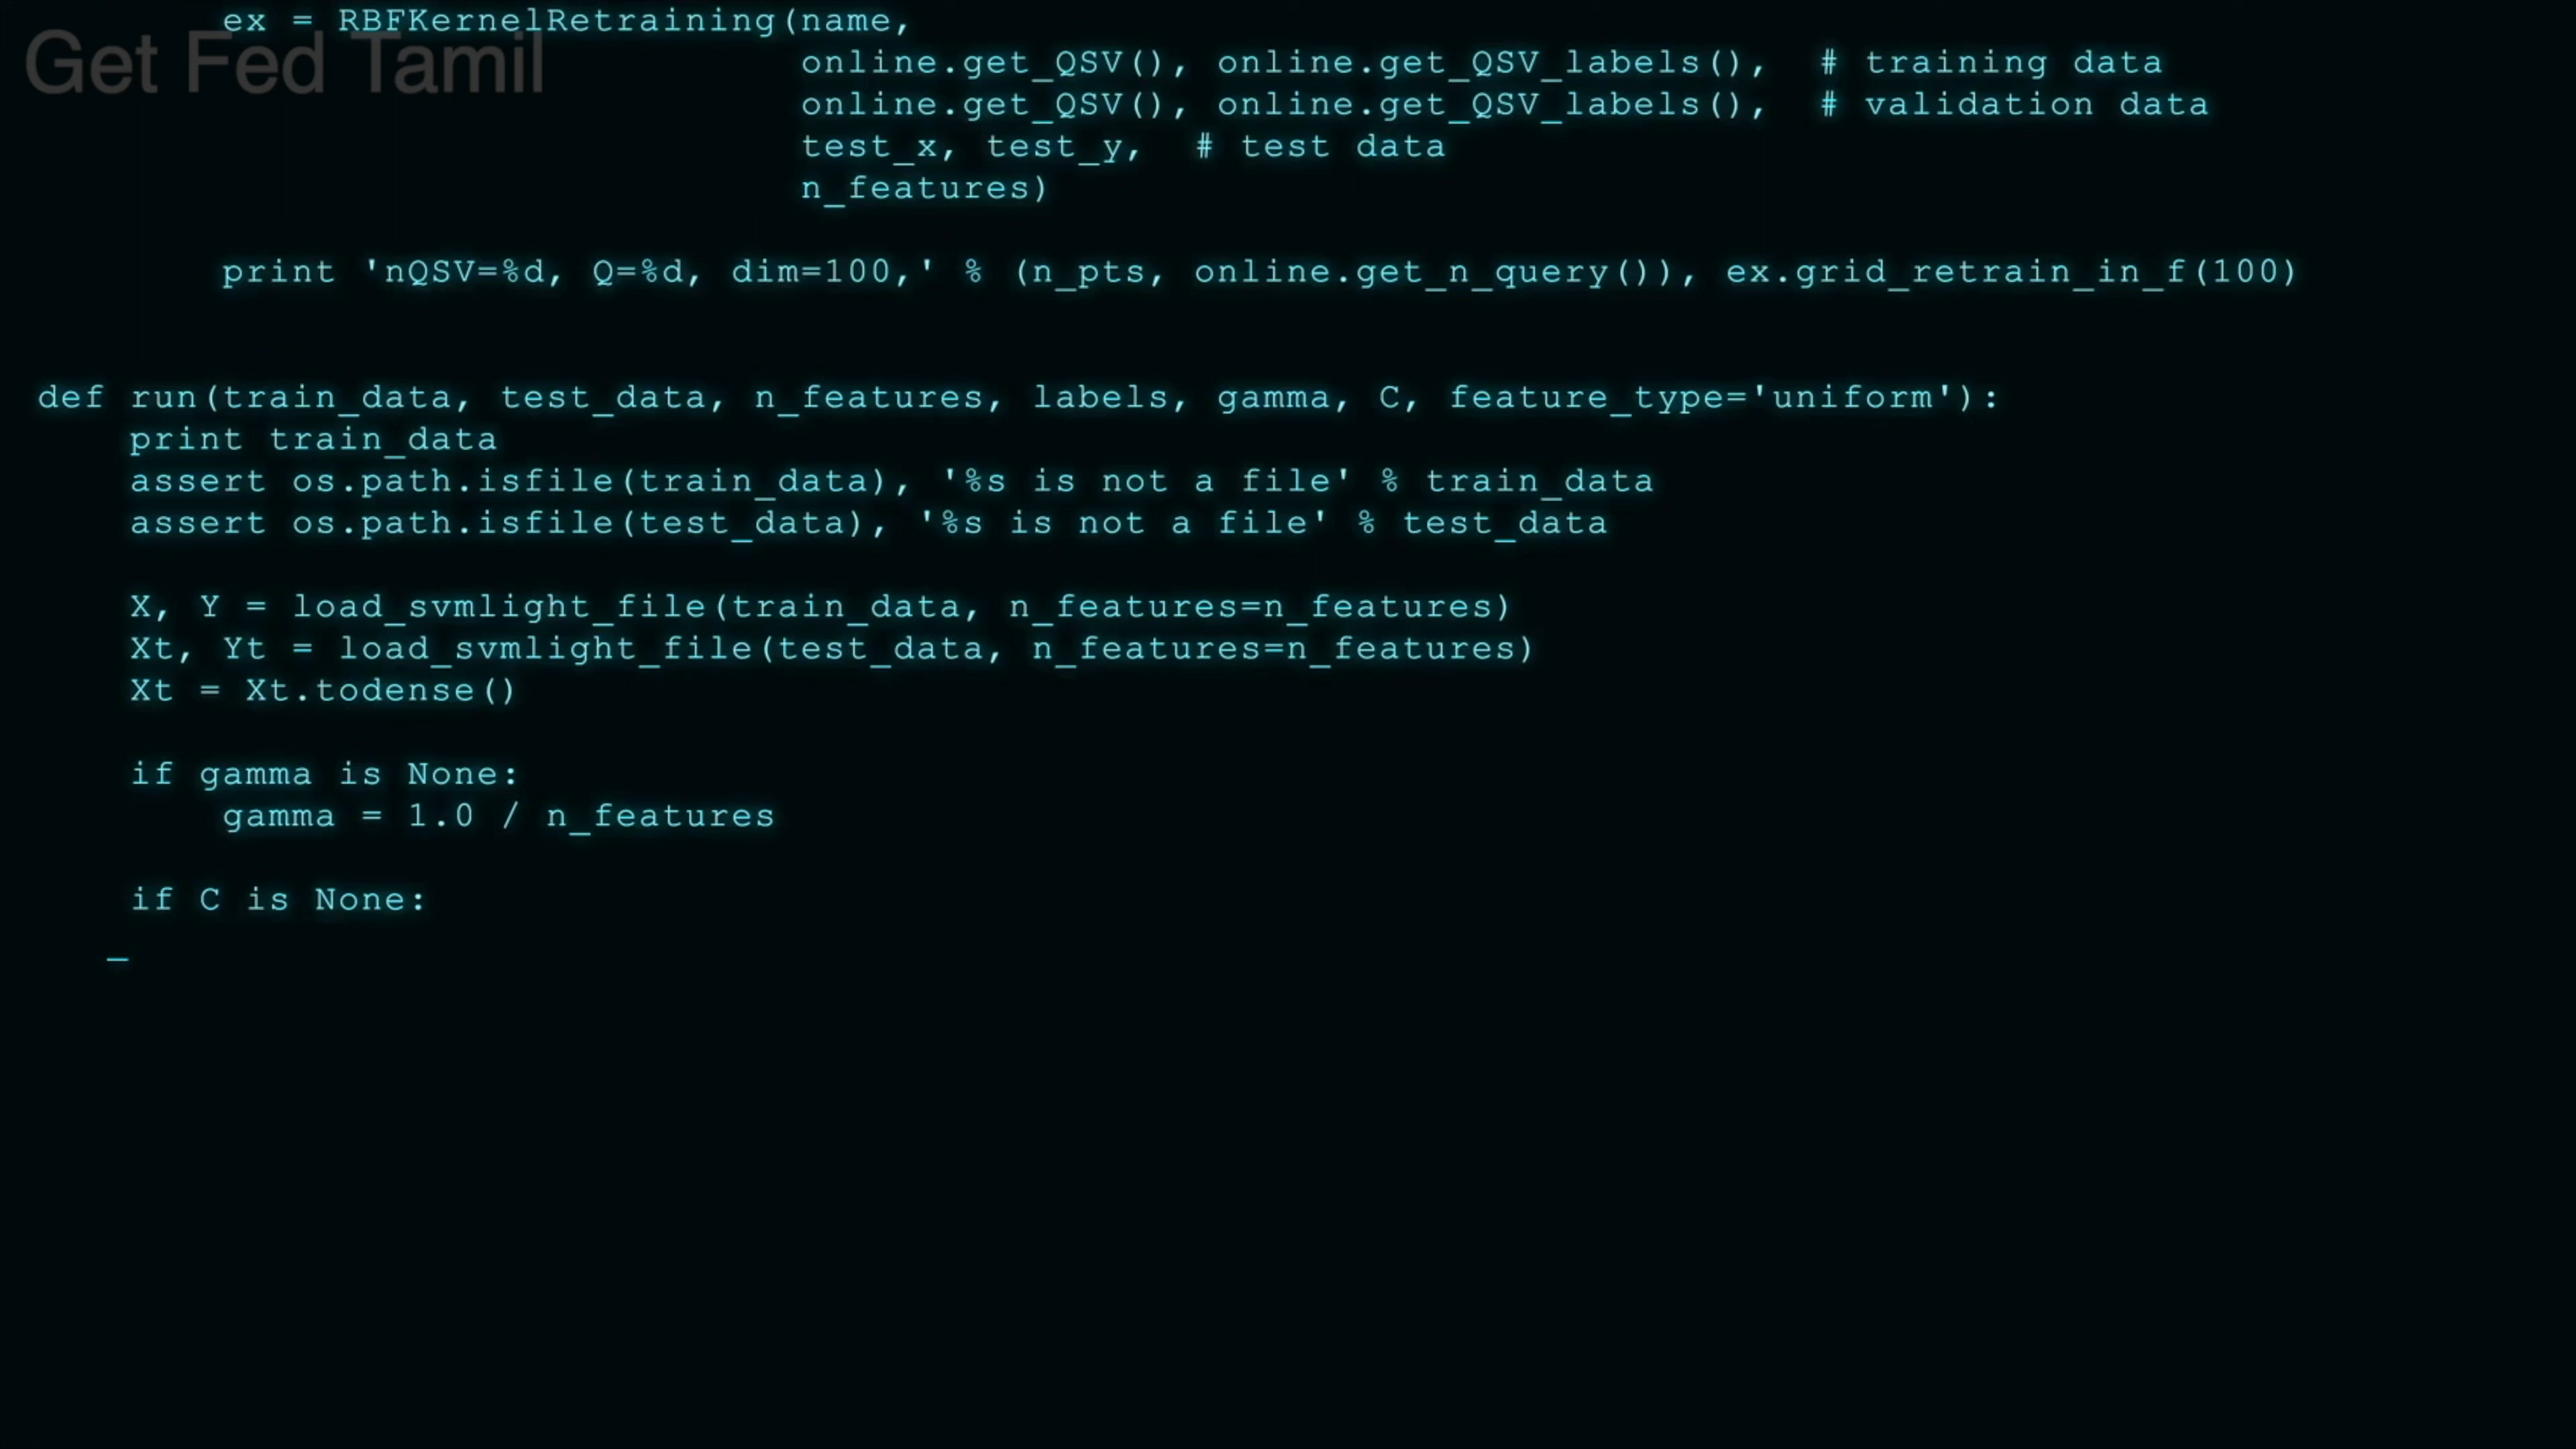 ex = RBFKernelRetraining(name,
Get Fed Tamil
online.get_QSV(), online.get_QSV_labels(),  # training data
online.get_QSV(), online.get_QSV_labels(),  # validation data
test_x, test_y,  # test data
n_features)
print 'nQSV=%d, Q=%d, dim=100,' % (n_pts, online.get_n_query()), ex.grid_retrain_in_f(100)
def run(train_data, test_data, n_features, labels, gamma, C, feature_type='uniform'):
print train_data
assert os.path.isfile(train_data), '%s is not a file' % train_data
assert os.path.isfile(test_data), '%s is not a file' % test_data
X, Y = load_svmlight_file(train_data, n_features=n_features)
Xt, Yt = load_svmlight_file(test_data, n_features=n_features)
Xt = Xt.todense()
if gamma is None:
gamma = 1.0 / n_features
if C is None:
_